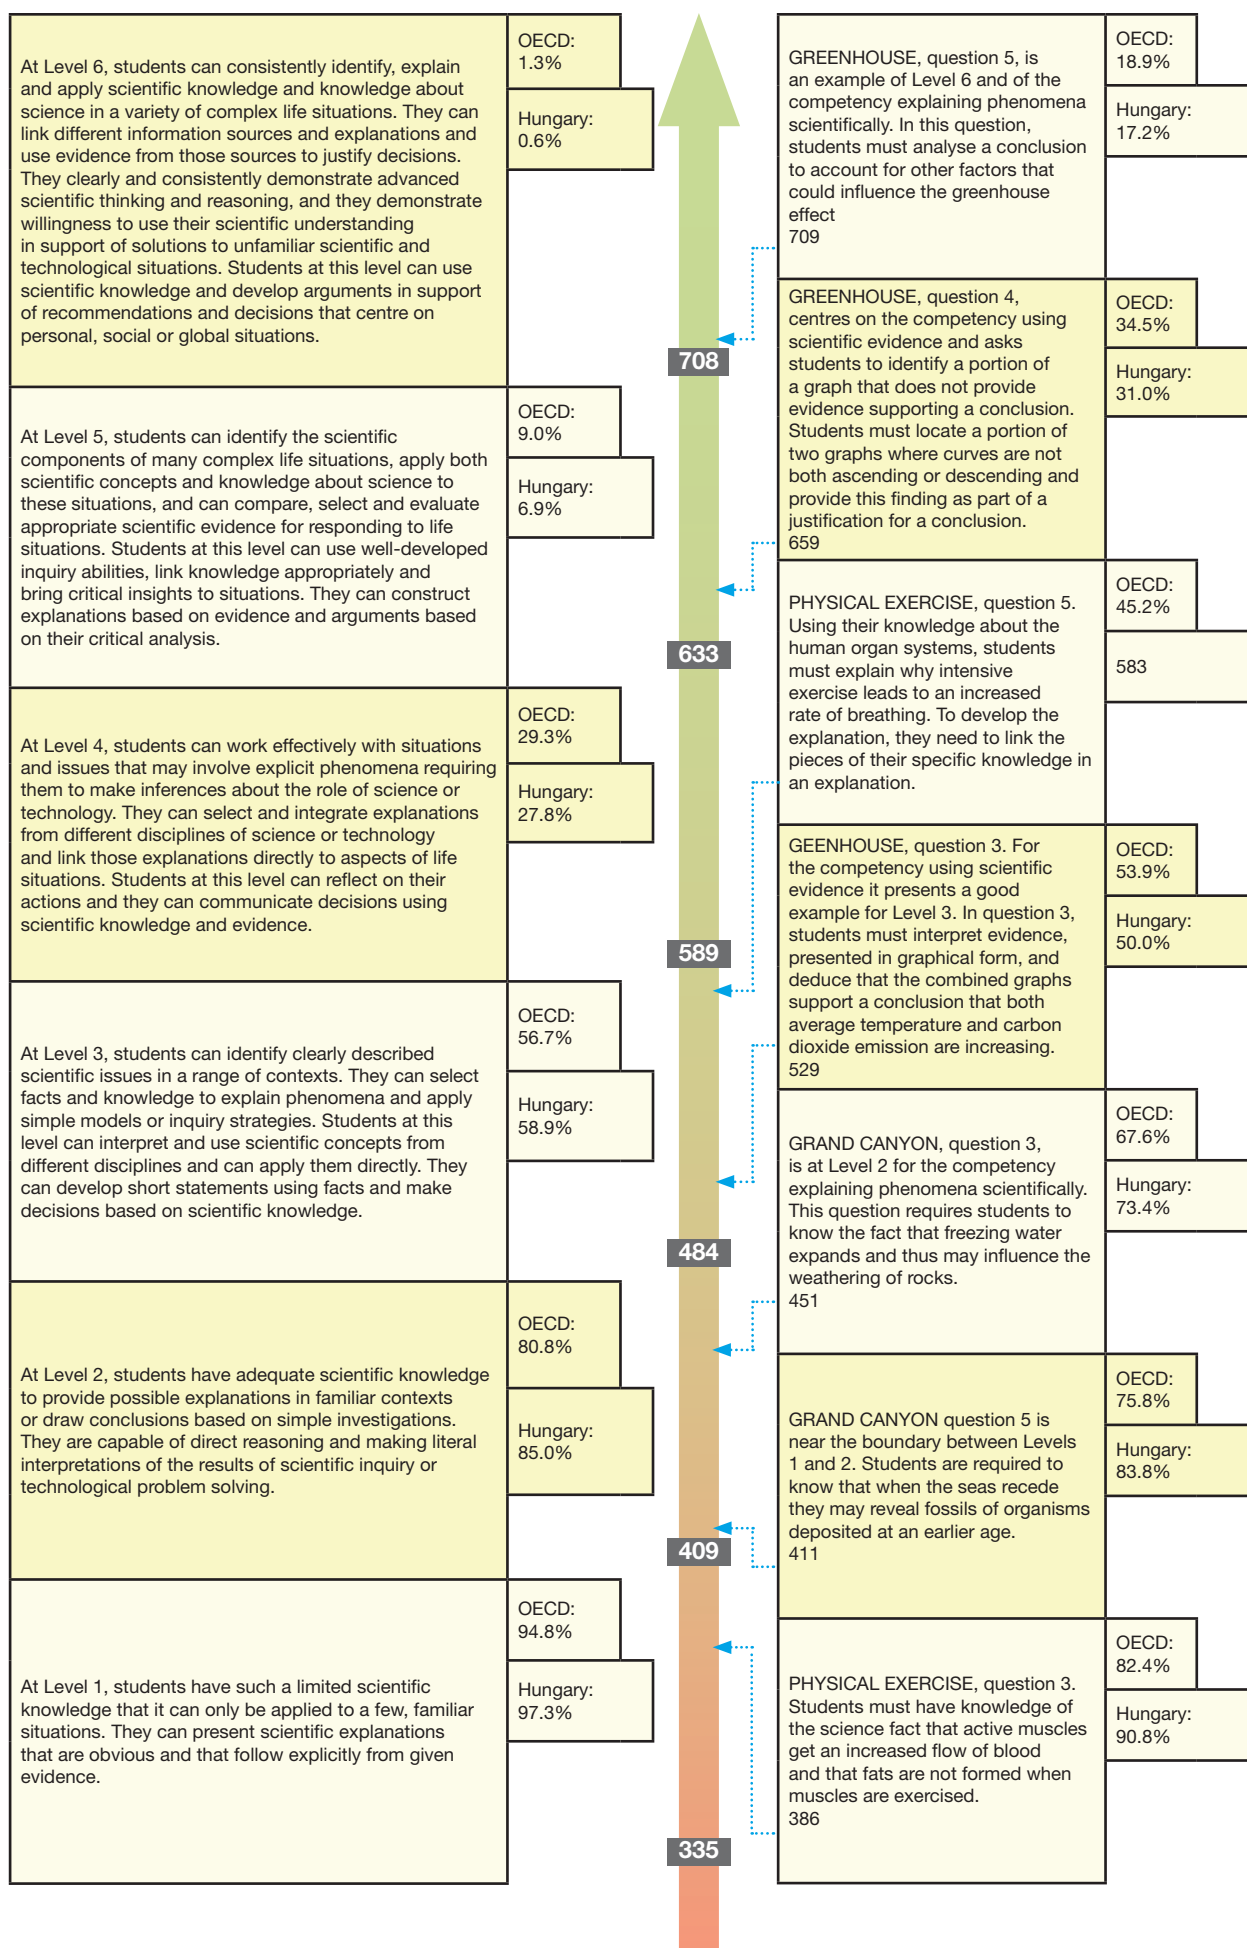 At Level 6, students can consistently identify, explain
and apply scientific knowledge and knowledge about
science in a variety of complex life situations. They can
link different information sources and explanations and
use evidence from those sources to justify decisions.
They clearly and consistently demonstrate advanced
scientific thinking and reasoning, and they demonstrate
willingness to use their scientific understanding
in support of solutions to unfamiliar scientific and
technological situations. Students at this level can use
scientific knowledge and develop arguments in support
of recommendations and decisions that centre on
personal, social or global situations.
OECD:
1.3%
Hungary:
0.6%
At Level 5, students can identify the scientific
components of many complex life situations, apply both
scientific concepts and knowledge about science to
these situations, and can compare, select and evaluate
appropriate scientific evidence for responding to life
situations. Students at this level can use well-developed
inquiry abilities, link knowledge appropriately and
bring critical insights to situations. They can construct
explanations based on evidence and arguments based
on their critical analysis.
OECD:
9.0%
Hungary:
6.9%
At Level 4, students can work effectively with situations
and issues that may involve explicit phenomena requiring
them to make inferences about the role of science or
technology. They can select and integrate explanations
from different disciplines of science or technology
and link those explanations directly to aspects of life
situations. Students at this level can reflect on their
actions and they can communicate decisions using
scientific knowledge and evidence.
OECD:
29.3%
Hungary:
27.8%
At Level 3, students can identify clearly described
scientific issues in a range of contexts. They can select
facts and knowledge to explain phenomena and apply
simple models or inquiry strategies. Students at this
level can interpret and use scientific concepts from
different disciplines and can apply them directly. They
can develop short statements using facts and make
decisions based on scientific knowledge.
OECD:
56.7%
Hungary:
58.9%
At Level 2, students have adequate scientific knowledge
to provide possible explanations in familiar contexts
or draw conclusions based on simple investigations.
They are capable of direct reasoning and making literal
interpretations of the results of scientific inquiry or
technological problem solving.
OECD:
80.8%
Hungary:
85.0%
At Level 1, students have such a limited scientific
knowledge that it can only be applied to a few, familiar
situations. They can present scientific explanations
that are obvious and that follow explicitly from given
evidence.
OECD:
94.8%
Hungary:
97.3%
708
633
589
484
409
335
GREENHOUSE, question 5, is
an example of Level 6 and of the
competency explaining phenomena
scientifically. In this question,
students must analyse a conclusion
to account for other factors that
could influence the greenhouse
effect
709
OECD:
18.9%
Hungary:
17.2%
GREENHOUSE, question 4,
centres on the competency using
scientific evidence and asks
students to identify a portion of
a graph that does not provide
evidence supporting a conclusion.
Students must locate a portion of
two graphs where curves are not
both ascending or descending and
provide this finding as part of a
justification for a conclusion.
659
OECD:
34.5%
Hungary:
31.0%
PHYSICAL EXERCISE, question 5.
Using their knowledge about the
human organ systems, students
must explain why intensive
exercise leads to an increased
rate of breathing. To develop the
explanation, they need to link the
pieces of their specific knowledge in
an explanation.
OECD:
45.2%
583
GEENHOUSE, question 3. For
the competency using scientific
evidence it presents a good
example for Level 3. In question 3,
students must interpret evidence,
presented in graphical form, and
deduce that the combined graphs
support a conclusion that both
average temperature and carbon
dioxide emission are increasing.
529
OECD:
53.9%
Hungary:
50.0%
GRAND CANYON, question 3,
is at Level 2 for the competency
explaining phenomena scientifically.
This question requires students to
know the fact that freezing water
expands and thus may influence the
weathering of rocks.
451
OECD:
67.6%
Hungary:
73.4%
GRAND CANYON question 5 is
near the boundary between Levels
1 and 2. Students are required to
know that when the seas recede
they may reveal fossils of organisms
deposited at an earlier age.
411
OECD:
75.8%
Hungary:
83.8%
PHYSICAL EXERCISE, question 3.
Students must have knowledge of
the science fact that active muscles
get an increased flow of blood
and that fats are not formed when
muscles are exercised.
386
OECD:
82.4%
Hungary:
90.8%